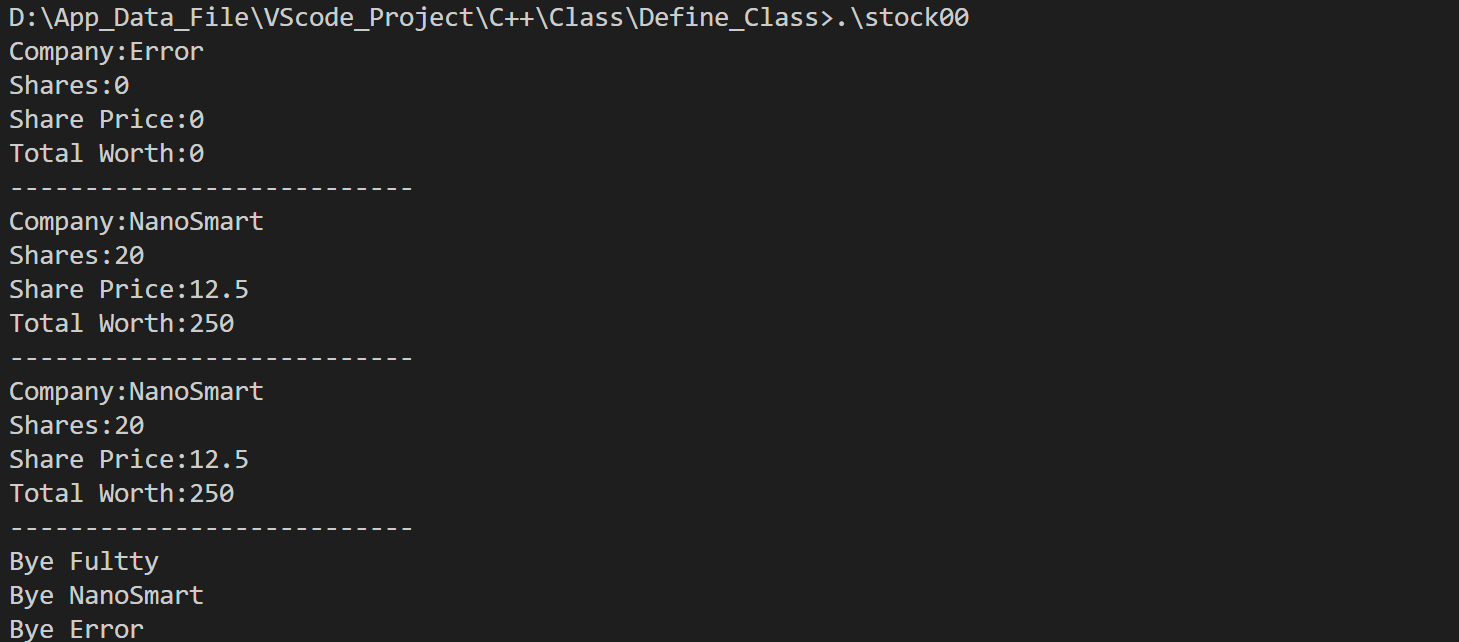 D:\App_Data_File\VScode_Project\C++\Class\Define_Class>.\stock00
Company:Error
Shares:0
Share Price:0
Total Worth:0
---------------------------
Company:NanoSmart
Shares:20
Share Price:12.5
Total Worth:250
---------------------------
Company:NanoSmart
Shares:20
Share Price:12.5
Total Worth:250
---------------------------
Bye Fultty
Bye NanoSmart
Bye Error